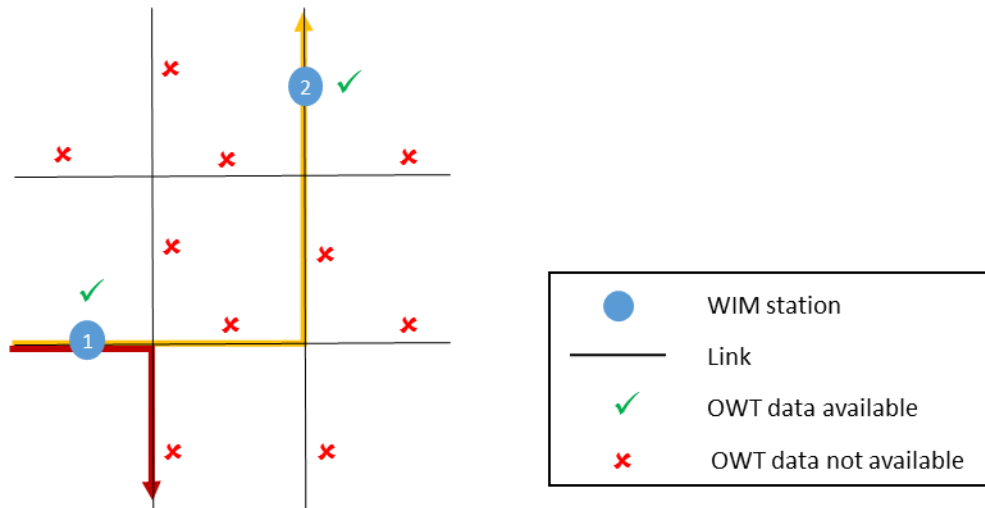 2
1
WIM station
Link
OWT data available
OWT data not available